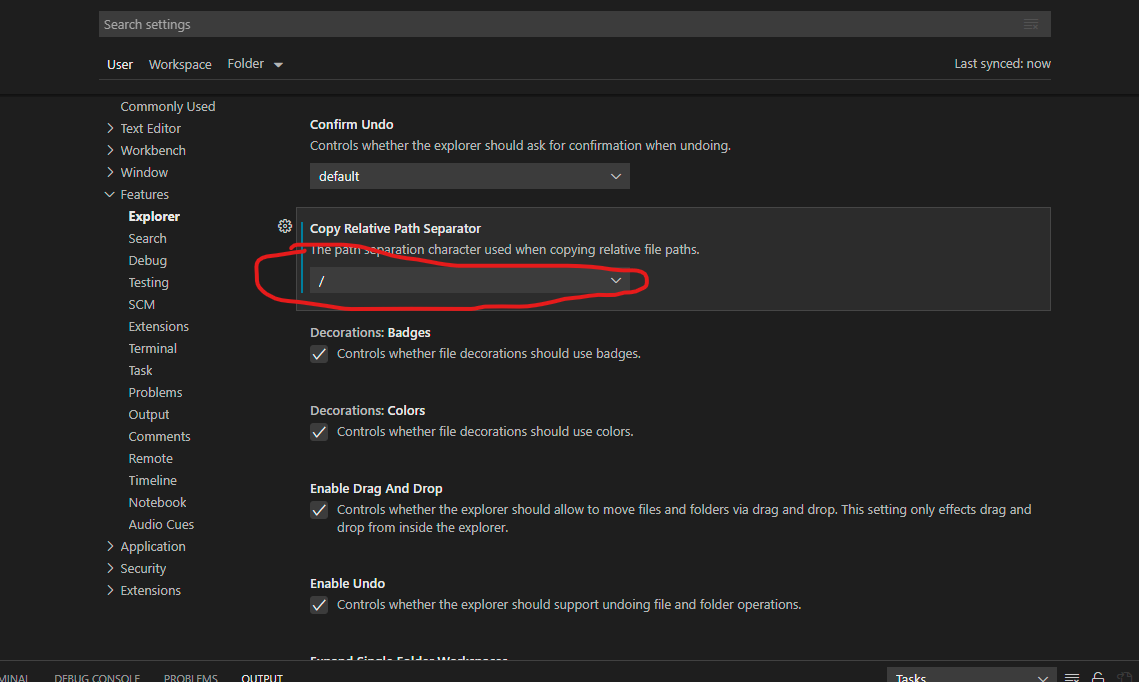 Search settings
User Workspace Folder Last synced: now
Commonly Used
Text Editor
Workbench
Window
Features
Explorer
Search
Debug
Testing
SCM
Extensions
Terminal
Task
Problems
Output
Comments
Remote
Timeline
Notebook
Audio Cues
Application
Security
Extensions
Confirm Undo
Controls whether the explorer should ask for confirmation when undoing.
default
Copy Relative Path Separator
The path separation character used when copying relative file paths.
/
Decorations: Badges
Controls whether file decorations should use badges.
Decorations: Colors
Controls whether file decorations should use colors.
Enable Drag And Drop
Controls whether the explorer should allow to move files and folders via drag and drop. This setting only effects drag and
drop from inside the explorer.
Enable Undo
Controls whether the explorer should support undoing file and folder operations.
Expand Single Folder Workspaces
MINAL DEBUG CONSOLE PROBLEMS OUTPUT Tasks